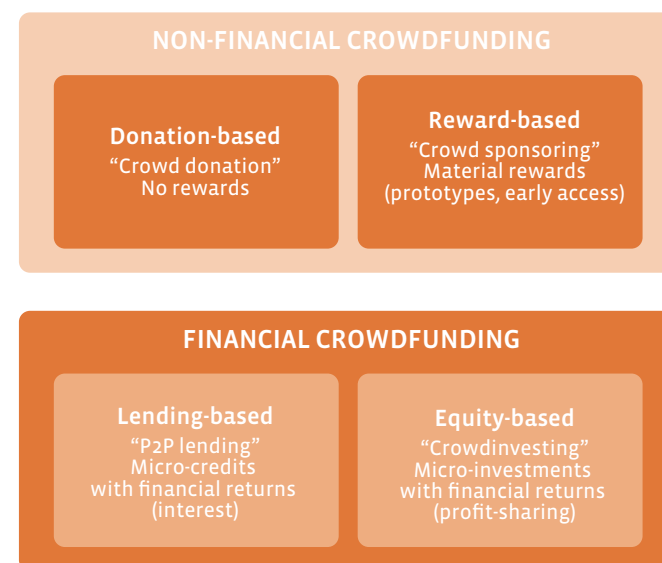 NON-FINANCIAL CROWDFUNDING
Donation-based
“Crowd donation”
No rewards
Reward-based
“Crowd sponsoring”
Material rewards
(prototypes, early access)
FINANCIAL CROWDFUNDING
Lending-based
“P2P lending”
Micro-credits
with financial returns
(interest)
Equity-based
“Crowdinvesting”
Micro-investments
with financial returns
(profit-sharing)